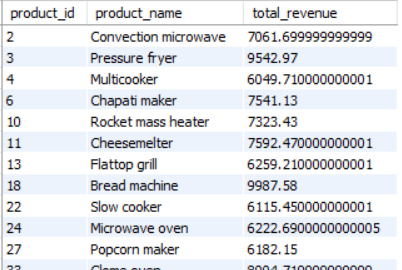 product_id product_name total_revenue
2 Convection microwave 7061.699999999999
3 Pressure fryer 9542.97
4 Multicooker 6049.710000000001
6 Chapati maker 7541.13
10 Rocket mass heater 7323.43
11 Cheesemelter 7592.470000000001
13 Flattop grill 6259.210000000001
18 Bread machine 9987.58
22 Slow cooker 6115.450000000001
24 Microwave oven 6222.6900000000005
27 Popcorn maker 6182.15